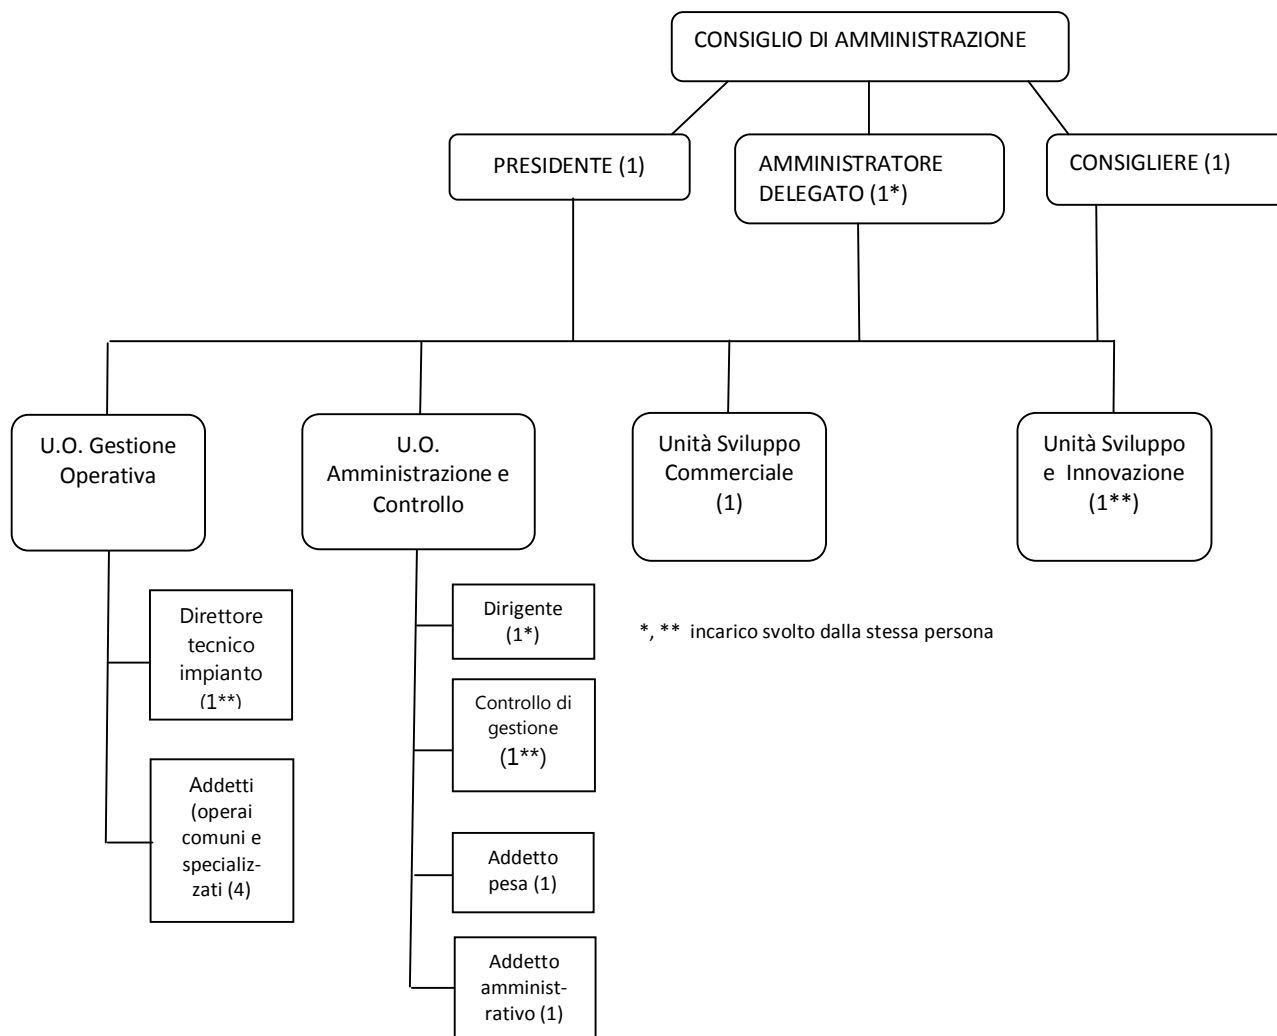 CONSIGLIO DI AMMINISTRAZIONE
PRESIDENTE (1)
AMMINISTRATORE
DELEGATO (1*)
CONSIGLIERE (1)
U.O. Gestione
Operativa
U.O.
Amministrazione e
Controllo
Unità Sviluppo
Commerciale
(1)
Unità Sviluppo
e Innovazione
(1**)
Direttore
tecnico
impianto
(1**)
Addetti
(operai
comuni e
specializ-
zati (4)
Dirigente
(1*)
Controllo di
gestione
(1**)
Addetto
pesa (1)
Addetto
amminist-
rativo (1)
*, ** incarico svolto dalla stessa persona